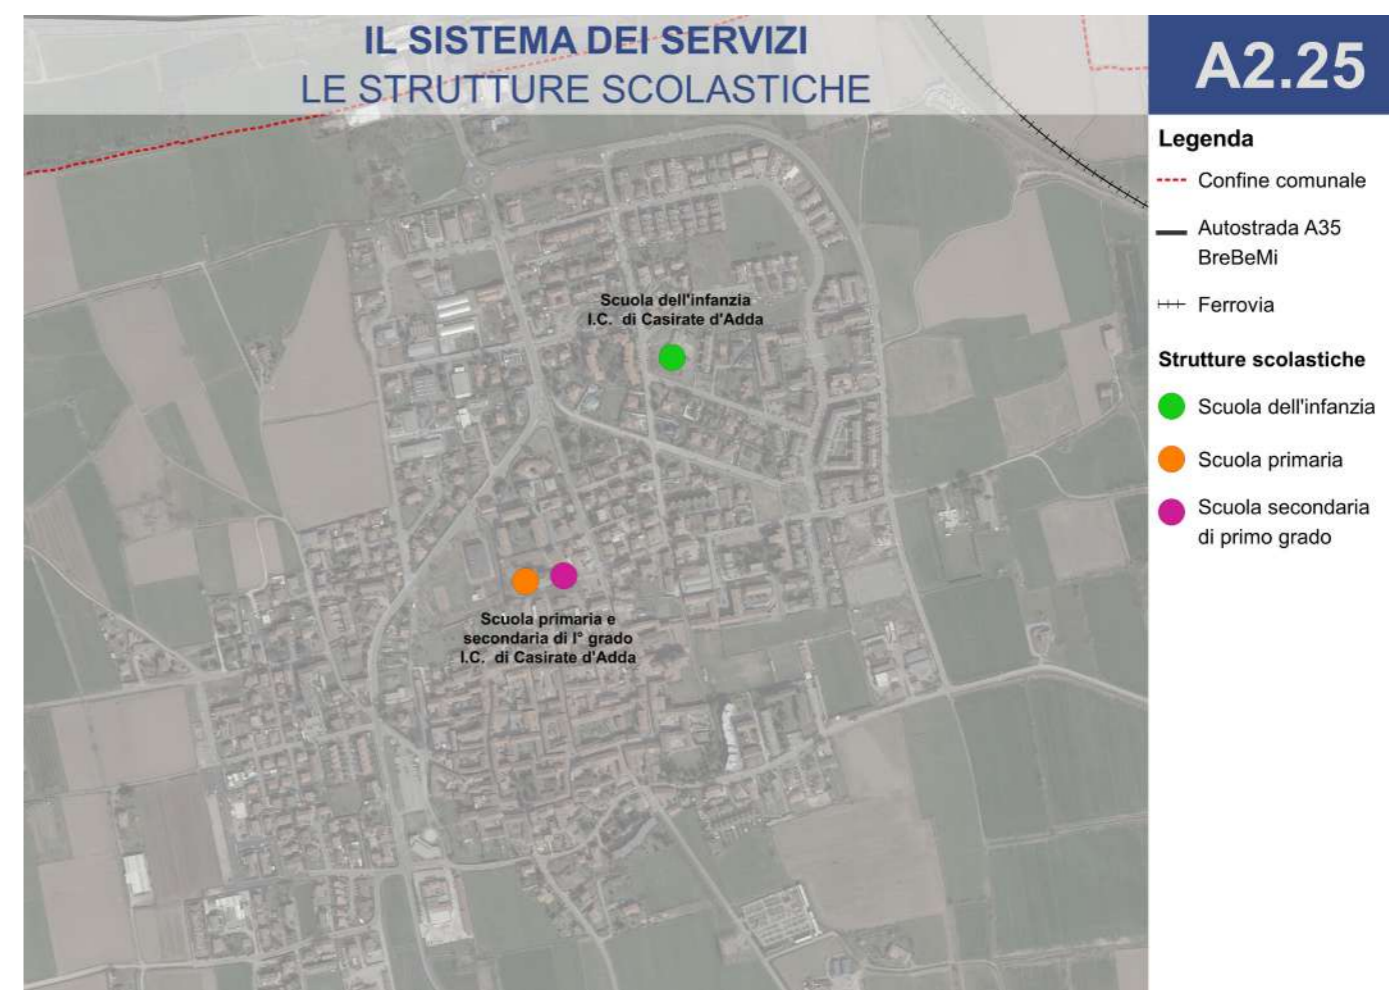 IL SISTEMA DEI SERVIZI
LE STRUTTURE SCOLASTICHE
A2.25
Legenda
Confine comunale
Autostrada A35
BreBeMi
Ferrovia
Strutture scolastiche
Scuola dell'infanzia
Scuola primaria
Scuola secondaria
di primo grado
Scuola dell'infanzia
I.C. di Casirate d'Adda
Scuola primaria e
secondaria di I° grado
I.C. di Casirate d'Adda